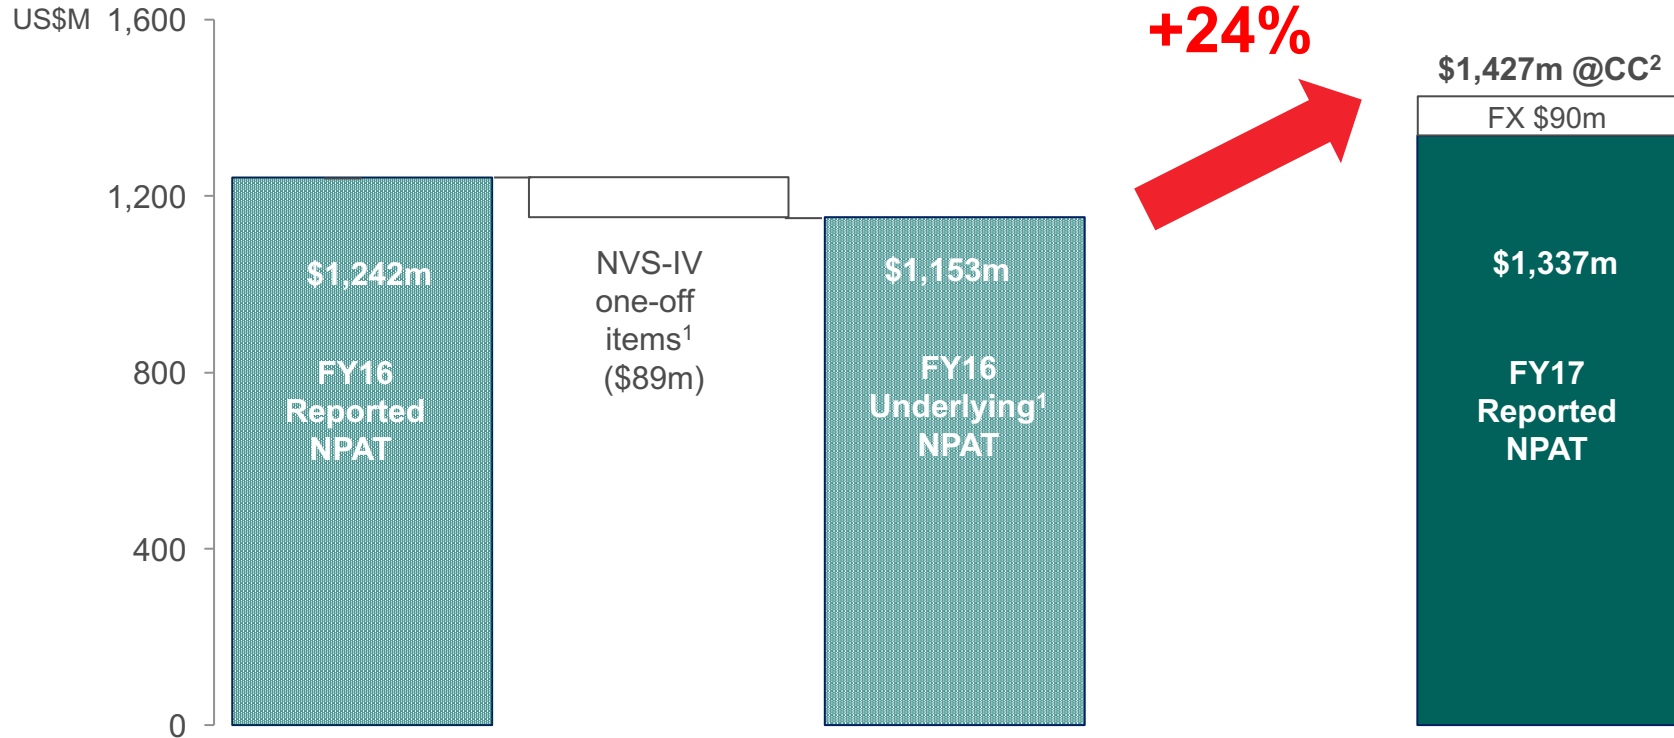 US$M
1,600
1,200
800
400
0
$1,242m
FY16
Reported
NPAT
NVS-IV
one-off
items¹
($89m)
$1,153m
FY16
Underlying¹
NPAT
+24%
$1,427m @CC²
FX $90m
$1,337m
FY17
Reported
NPAT